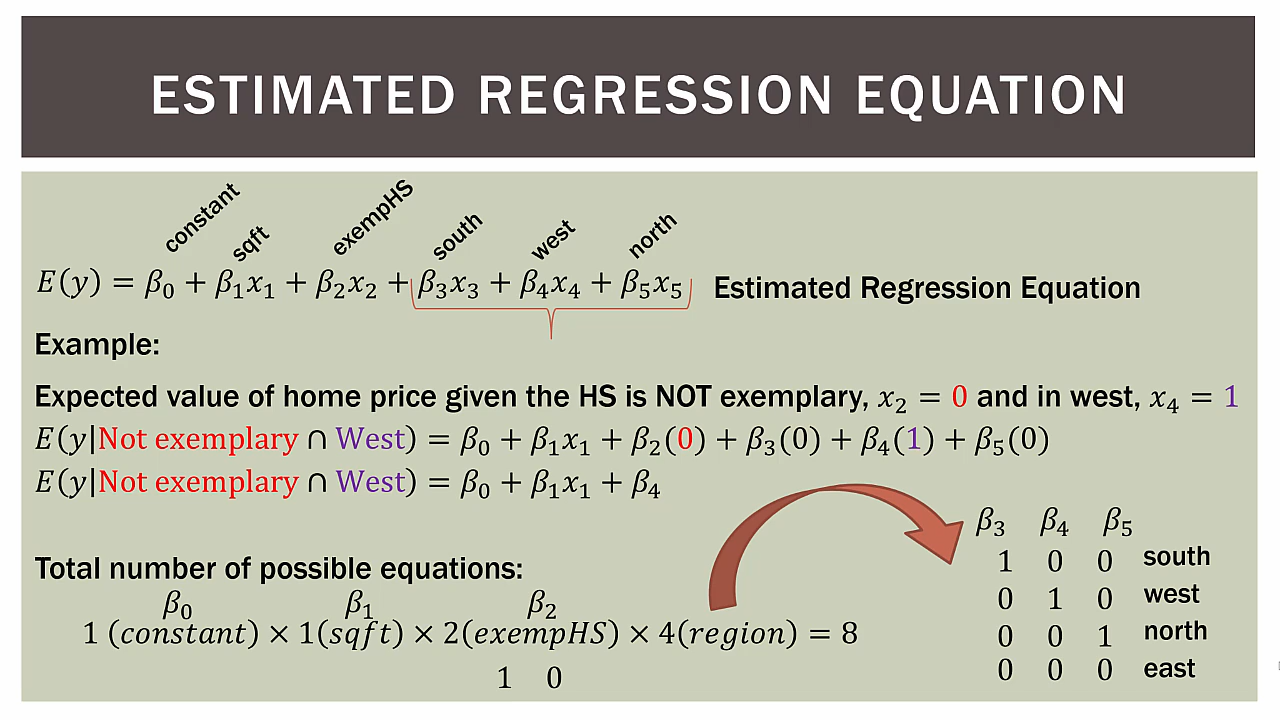 ESTIMATED REGRESSION EQUATION
constant sqft exempHS south west north
E(y) = β₀ + β₁x₁ + β₂x₂ + β₃x₃ + β₄x₄ + β₅x₅ Estimated Regression Equation
Example:
Expected value of home price given the HS is NOT exemplary, x₂ = 0 and in west, x₄ = 1
E(y|Not exemplary ∩ West) = β₀ + β₁x₁ + β₂(0) + β₃(0) + β₄(1) + β₅(0)
E(y|Not exemplary ∩ West) = β₀ + β₁x₁ + β₄
Total number of possible equations:
β₀ β₁ β₂
1 (constant) × 1(sqft) × 2(exempHS) × 4(region) = 8
1 0
β₃ β₄ β₅
1 0 0 south
0 1 0 west
0 0 1 north
0 0 0 east